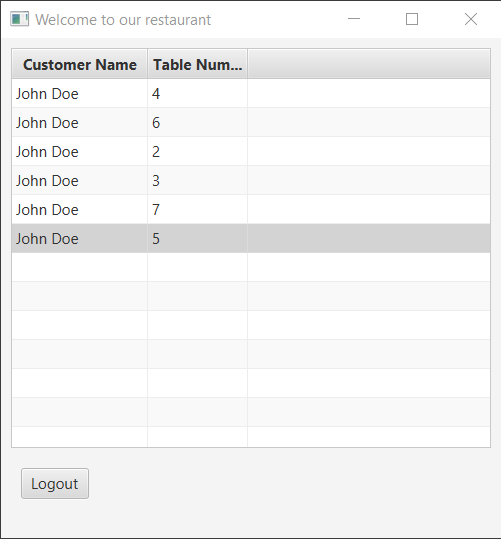 Welcome to our restaurant
Customer Name Table Num...
John Doe 4
John Doe 6
John Doe 2
John Doe 3
John Doe 7
John Doe 5
Logout